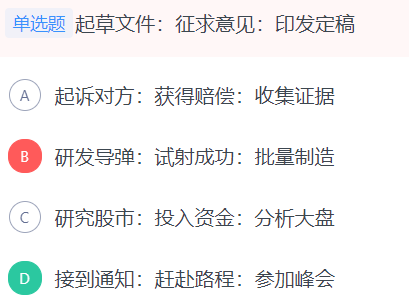 单选题 起草文件：征求意见：印发定稿
A 起诉对方：获得赔偿：收集证据
B 研发导弹：试射成功：批量制造
C 研究股市：投入资金：分析大盘
D 接到通知：赶赴路程：参加峰会